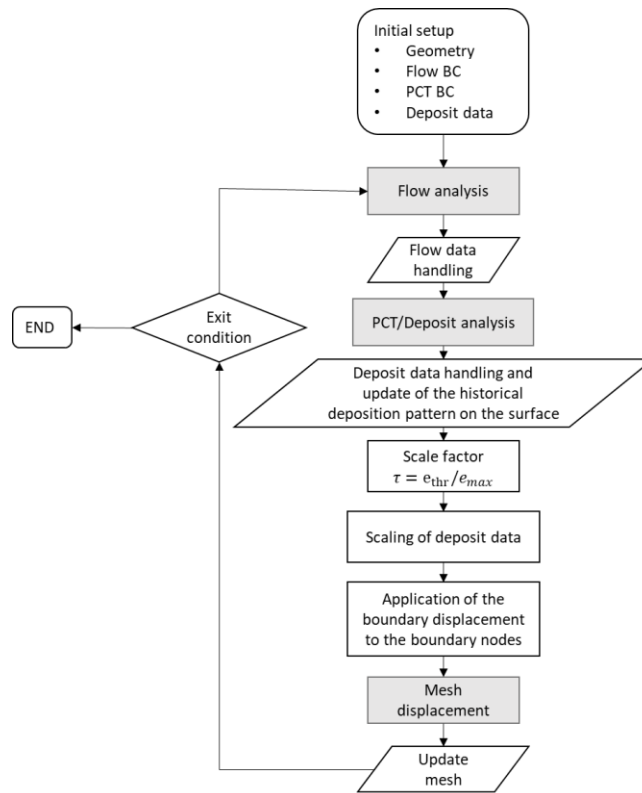 Initial setup
• Geometry
• Flow BC
• PCT BC
• Deposit data
Flow analysis
Flow data
handling
PCT/Deposit analysis
Deposit data handling and
update of the historical
deposition pattern on the surface
Scale factor
τ = e_thr/e_max
Scaling of deposit data
Application of the
boundary displacement
to the boundary nodes
Mesh
displacement
Update
mesh
Exit
condition
END